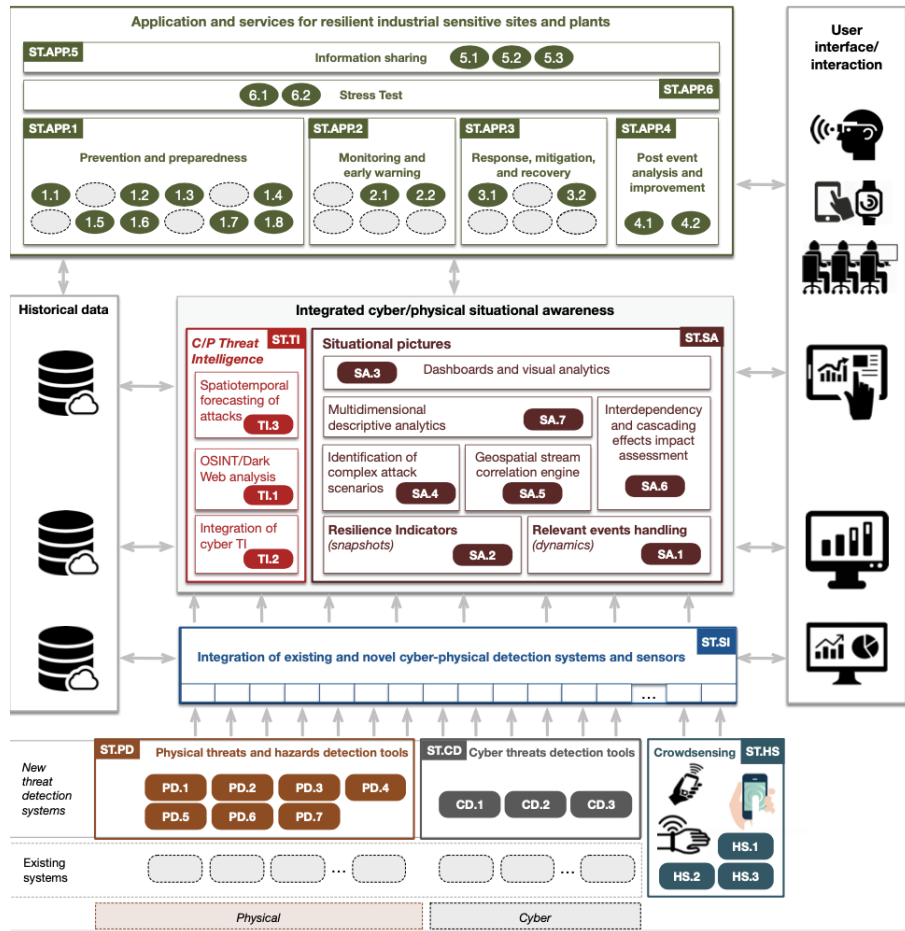 Application and services for resilient industrial sensitive sites and plants
ST.APP.5
Information sharing
5.1 5.2 5.3
6.1 6.2
Stress Test
ST.APP.6
ST.APP.1
Prevention and preparedness
1.1 1.2 1.3 1.4
1.5 1.6 1.7 1.8
ST.APP.2
Monitoring and
early warning
2.1 2.2
ST.APP.3
Response, mitigation,
and recovery
3.1 3.2
ST.APP.4
Post event
analysis and
improvement
4.1 4.2
User
interface/
interaction
Historical data
Integrated cyber/physical situational awareness
C/P Threat
Intelligence
ST.TI
Spatiotemporal
forecasting of
attacks
TI.3
OSINT/Dark
Web analysis
TI.1
Integration of
cyber TI
TI.2
Situational pictures
ST.SA
SA.3
Dashboards and visual analytics
Multidimensional
descriptive analytics
SA.7
Interdependency
and cascading
effects impact
assessment
SA.6
Identification of
complex attack
scenarios
SA.4
Geospatial stream
correlation engine
SA.5
Resilience Indicators
(snapshots)
SA.2
Relevant events handling
(dynamics)
SA.1
ST.SI
Integration of existing and novel cyber-physical detection systems and sensors
...
New
threat
detection
systems
ST.PD
Physical threats and hazards detection tools
PD.1 PD.2 PD.3 PD.4
PD.5 PD.6 PD.7
ST.CD
Cyber threats detection tools
CD.1 CD.2 CD.3
Crowdsensing
ST.HS
HS.1
HS.2 HS.3
Existing
systems
...
...
Physical
Cyber